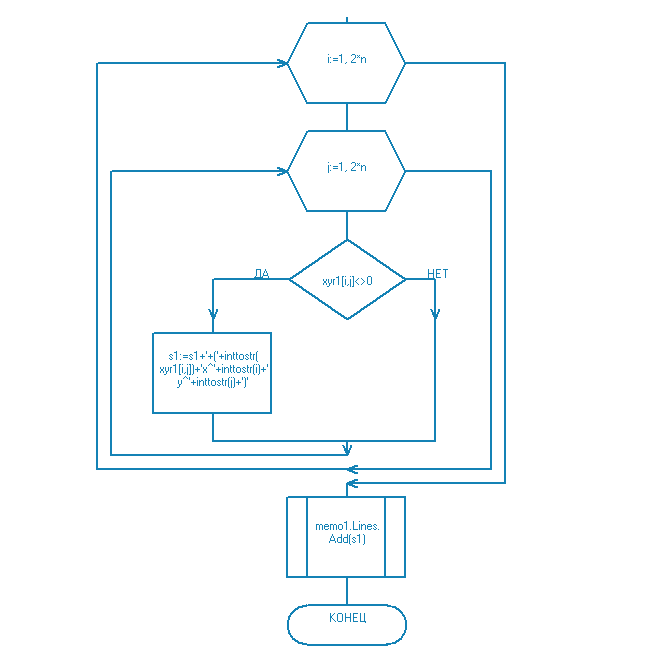 i:=1, 2*n
j:=1, 2*n
ДА
НЕТ
xyr1[i,j]<>0
s1:=s1+'+('+inttostr(
xyr1[i,j])+'x^'+inttostr(i)+'
y^'+inttostr(j)+')'
memo1.Lines.
Add(s1)
КОНЕЦ